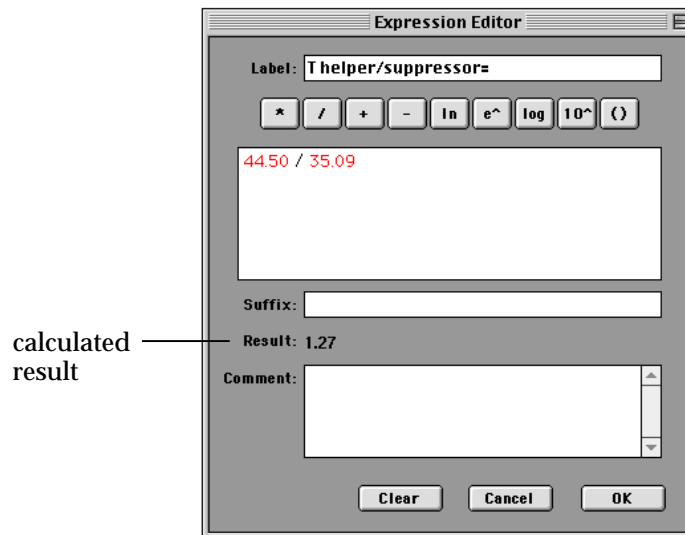 Expression Editor
Label: T helper/suppressor=
* / + - ln e^ log 10^ ()
44.50 / 35.09
Suffix:
calculated
result
Result: 1.27
Comment:
Clear Cancel OK